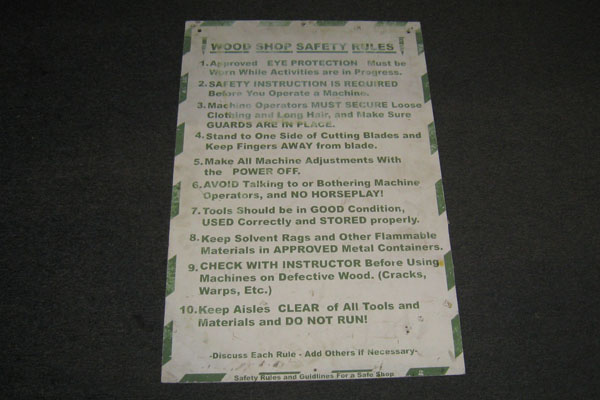 WOOD SHOP SAFETY RULES
1. Approved EYE PROTECTION Must be
Worn While Activities are in Progress.
2. SAFETY INSTRUCTION IS REQUIRED
Before You Operate a Machine.
3. Machine Operators MUST SECURE Loose
Clothing and Long Hair, and Make Sure
GUARDS ARE IN PLACE.
4. Stand to One Side of Cutting Blades and
Keep Fingers AWAY from blade.
5. Make All Machine Adjustments With
the POWER OFF.
6. AVOID Talking to or Bothering Machine
Operators, and NO HORSEPLAY!
7. Tools Should be in GOOD Condition,
USED Correctly and STORED properly.
8. Keep Solvent Rags and Other Flammable
Materials in APPROVED Metal Containers.
9. CHECK WITH INSTRUCTOR Before Using
Machines on Defective Wood. (Cracks,
Warps, Etc.)
10. Keep Aisles CLEAR of All Tools and
Materials and DO NOT RUN!
-Discuss Each Rule - Add Others if Necessary-
Safety Rules and Guidlines For a Safe Shop